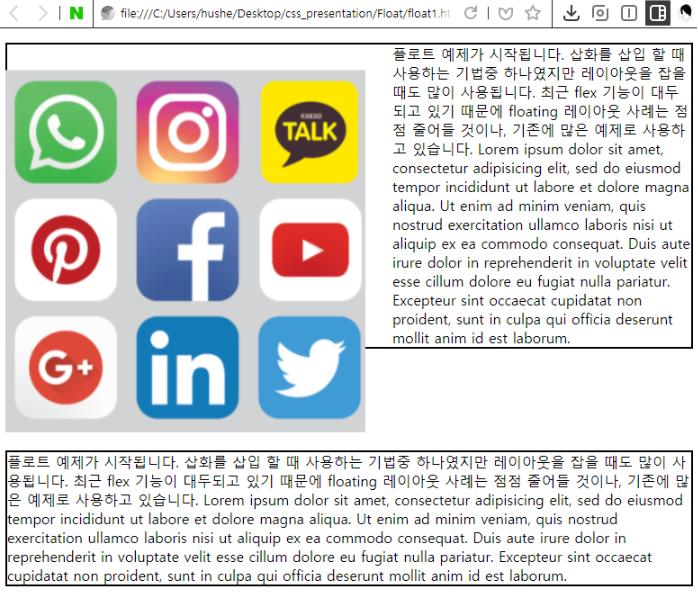 file:///C:/Users/hushe/Desktop/css_presentation/Float/float1.ht
플로트 예제가 시작됩니다. 삽화를 삽입 할 때
사용하는 기법중 하나였지만 레이아웃을 잡을
때도 많이 사용됩니다. 최근 flex 기능이 대두
되고 있기 때문에 floating 레이아웃 사례는 점
점 줄어들 것이나, 기존에 많은 예제로 사용하
고 있습니다. Lorem ipsum dolor sit amet,
consectetur adipisicing elit, sed do eiusmod
tempor incididunt ut labore et dolore magna
aliqua. Ut enim ad minim veniam, quis
nostrud exercitation ullamco laboris nisi ut
aliquip ex ea commodo consequat. Duis aute
irure dolor in reprehenderit in voluptate velit
esse cillum dolore eu fugiat nulla pariatur.
Excepteur sint occaecat cupidatat non
proident, sunt in culpa qui officia deserunt
mollit anim id est laborum.
KAKAO
TALK
f
G+
in
플로트 예제가 시작됩니다. 삽화를 삽입 할 때 사용하는 기법중 하나였지만 레이아웃을 잡을 때도 많이 사
용됩니다. 최근 flex 기능이 대두되고 있기 때문에 floating 레이아웃 사례는 점점 줄어들 것이나, 기존에 많
은 예제로 사용하고 있습니다. Lorem ipsum dolor sit amet, consectetur adipisicing elit, sed do eiusmod
tempor incididunt ut labore et dolore magna aliqua. Ut enim ad minim veniam, quis nostrud
exercitation ullamco laboris nisi ut aliquip ex ea commodo consequat. Duis aute irure dolor in
reprehenderit in voluptate velit esse cillum dolore eu fugiat nulla pariatur. Excepteur sint occaecat
cupidatat non proident, sunt in culpa qui officia deserunt mollit anim id est laborum.